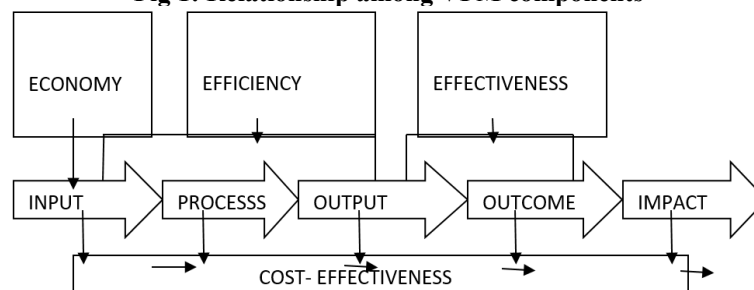 Fig 1: Relationship among VFM components
ECONOMY
EFFICIENCY
EFFECTIVENESS
INPUT
PROCESSS
OUTPUT
OUTCOME
IMPACT
COST- EFFECTIVENESS